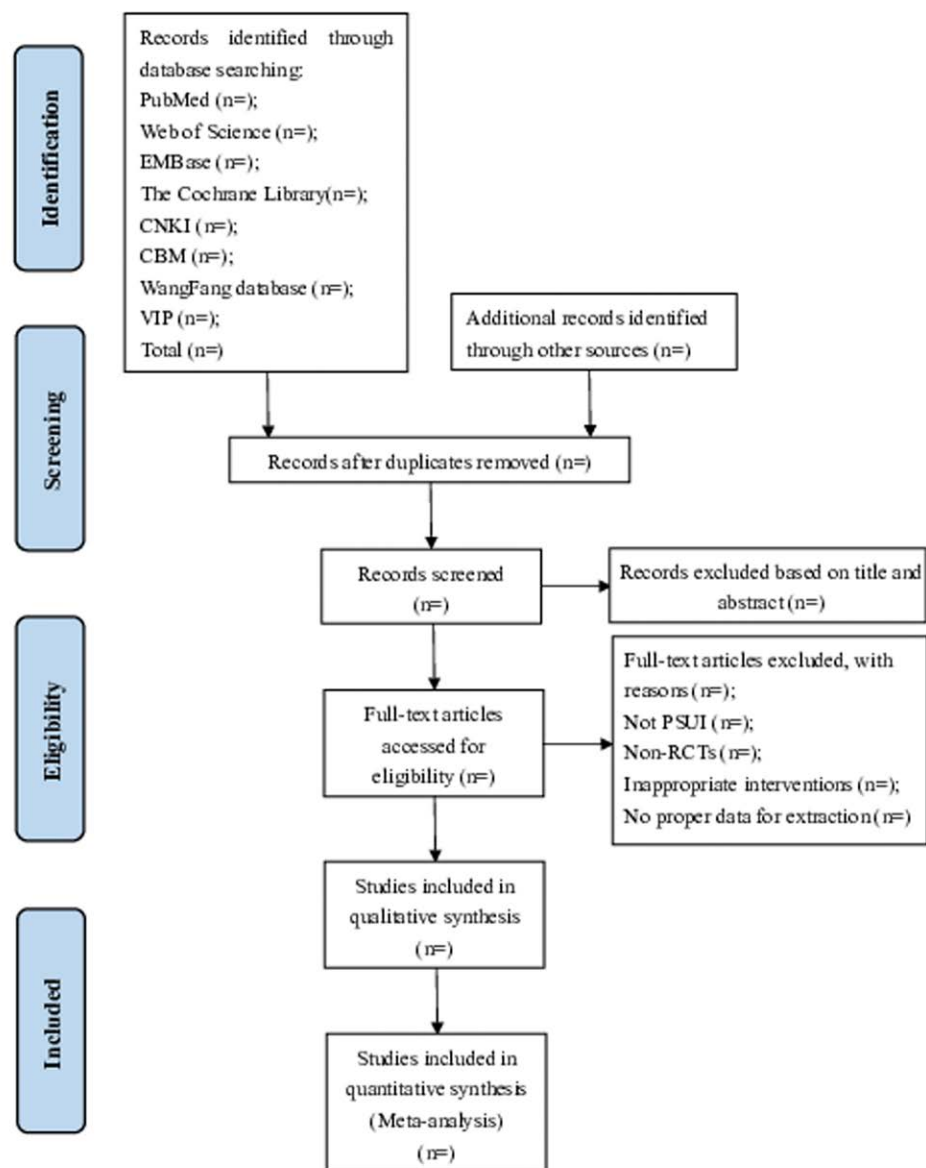 Identification
Records identified through
database searching:
PubMed (n=);
Web of Science (n=);
EMBase (n=);
The Cochrane Library(n=);
CNKI (n=);
CBM (n=);
WangFang database (n=);
VIP (n=);
Total (n=)
Additional records identified
through other sources (n=)
Screening
Records after duplicates removed (n=)
Records screened
(n=)
Records excluded based on title and
abstract (n=)
Eligibility
Full-text articles
accessed for
eligibility (n=)
Full-text articles excluded, with
reasons (n=);
Not PSUI (n=);
Non-RCTs (n=);
Inappropriate interventions (n=);
No proper data for extraction (n=)
Studies included in
qualitative synthesis
(n=)
Included
Studies included in
quantitative synthesis
(Meta-analysis)
(n=)